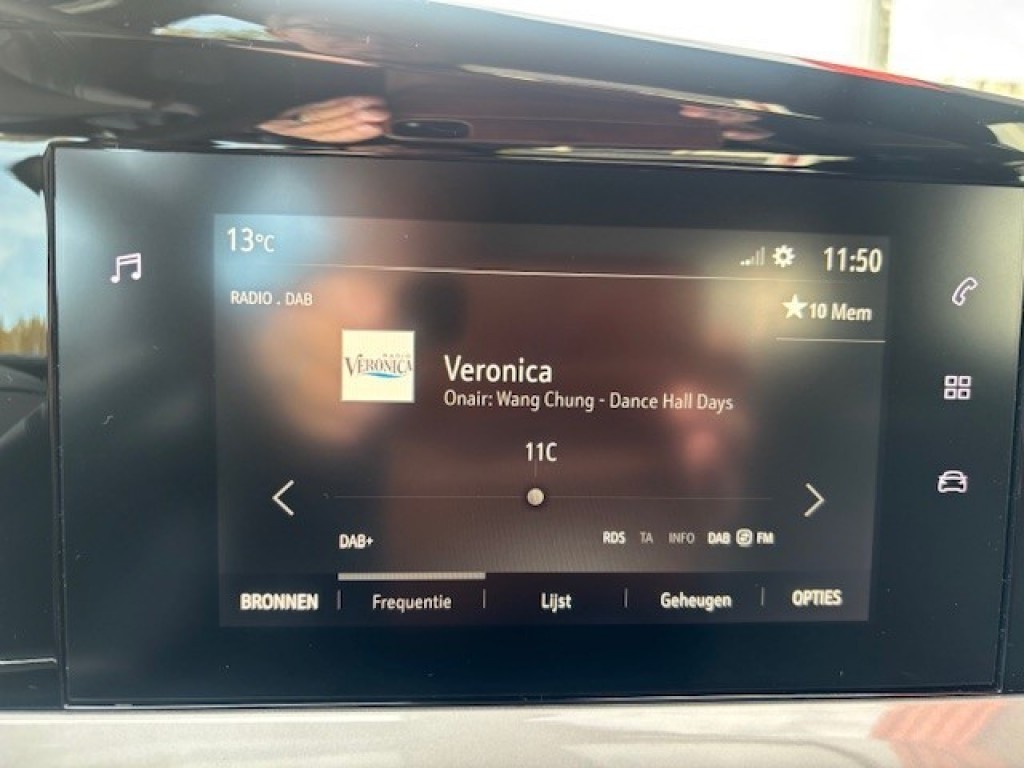 13°C
11:50
RADIO . DAB
★10 Mem
RADIO
VERONICA
Veronica
Onair: Wang Chung - Dance Hall Days
11C
DAB+
RDS TA INFO DAB FM
BRONNEN | Frequentie | Lijst | Geheugen | OPTIES